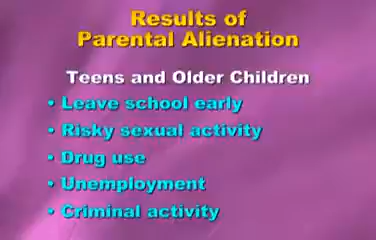 Results of
Parental Alienation
Teens and Older Children
• Leave school early
• Risky sexual activity
• Drug use
• Unemployment
• Criminal activity